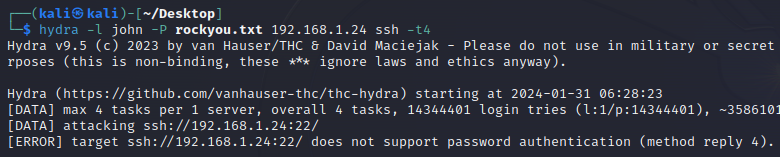 ┌──(kali㉿kali)-[~/Desktop]
└─$ hydra -l john -P rockyou.txt 192.168.1.24 ssh -t4
Hydra v9.5 (c) 2023 by van Hauser/THC & David Maciejak - Please do not use in military or secret
rposes (this is non-binding, these *** ignore laws and ethics anyway).
Hydra (https://github.com/vanhauser-thc/thc-hydra) starting at 2024-01-31 06:28:23
[DATA] max 4 tasks per 1 server, overall 4 tasks, 14344401 login tries (l:1/p:14344401), ~3586101
[DATA] attacking ssh://192.168.1.24:22/
[ERROR] target ssh://192.168.1.24:22/ does not support password authentication (method reply 4).